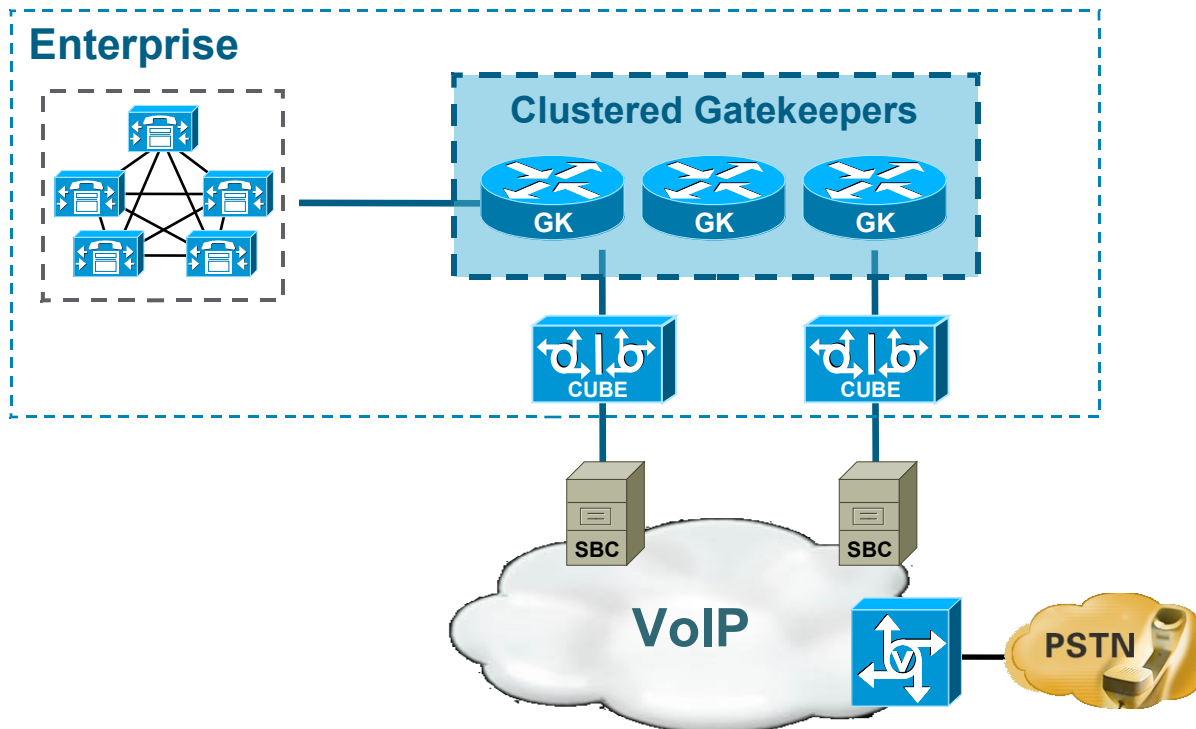 Enterprise
Clustered Gatekeepers
GK
GK
GK
CUBE
CUBE
SBC
SBC
VoIP
V
PSTN